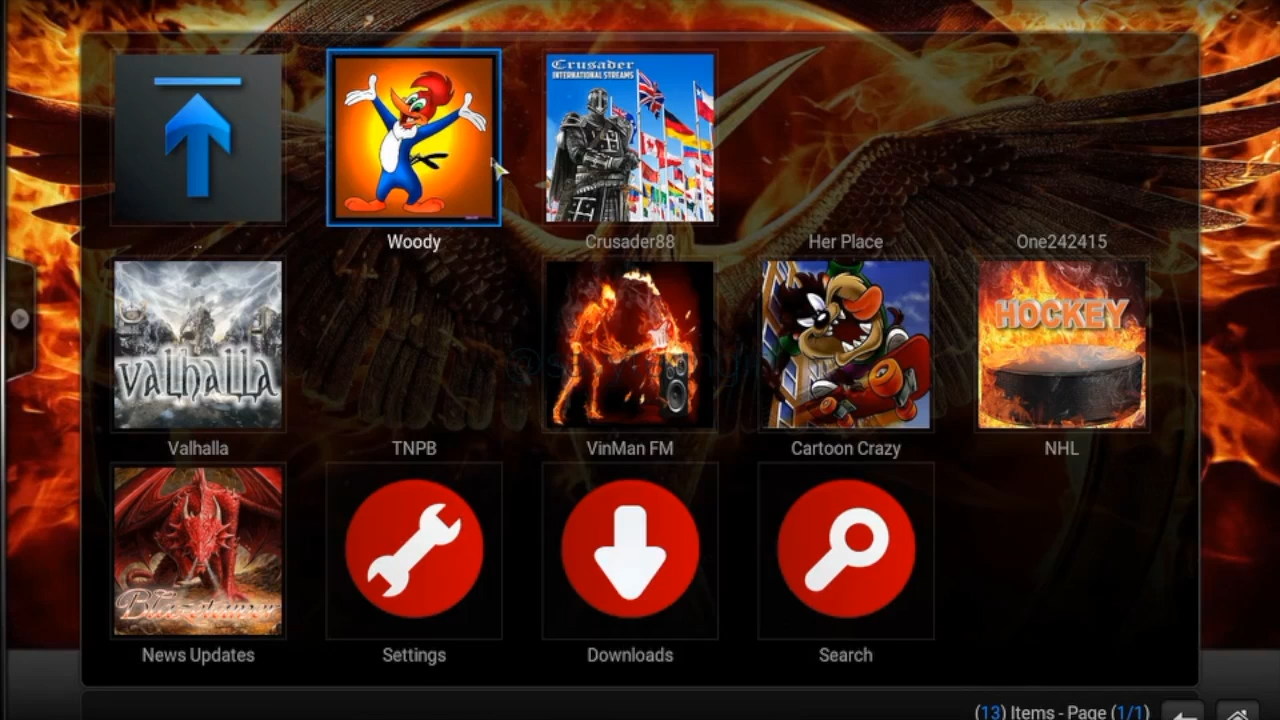 Crusader
INTERNATIONAL STREAMS
..
Woody
Crusader88
Her Place
One242415
valhalla
HOCKEY
Valhalla
TNPB
VinMan FM
Cartoon Crazy
NHL
News Updates
Settings
Downloads
Search
(13) Items - Page (1/1)